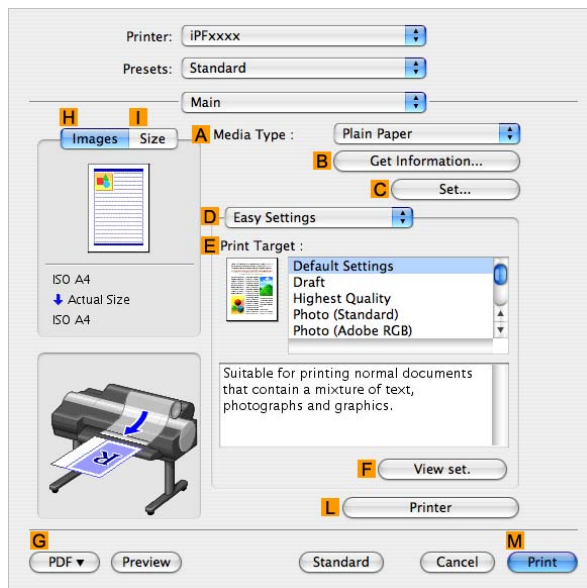 Printer: iPFxxxx
Presets: Standard
Main
H I
Images Size
A Media Type : Plain Paper
B Get Information...
C Set...
D Easy Settings
E Print Target :
Default Settings
Draft
Highest Quality
Photo (Standard)
Photo (Adobe RGB)
ISO A4
Actual Size
ISO A4
Suitable for printing normal documents
that contain a mixture of text,
photographs and graphics.
F View set.
L Printer
G M
PDF ▼ Preview Standard Cancel Print